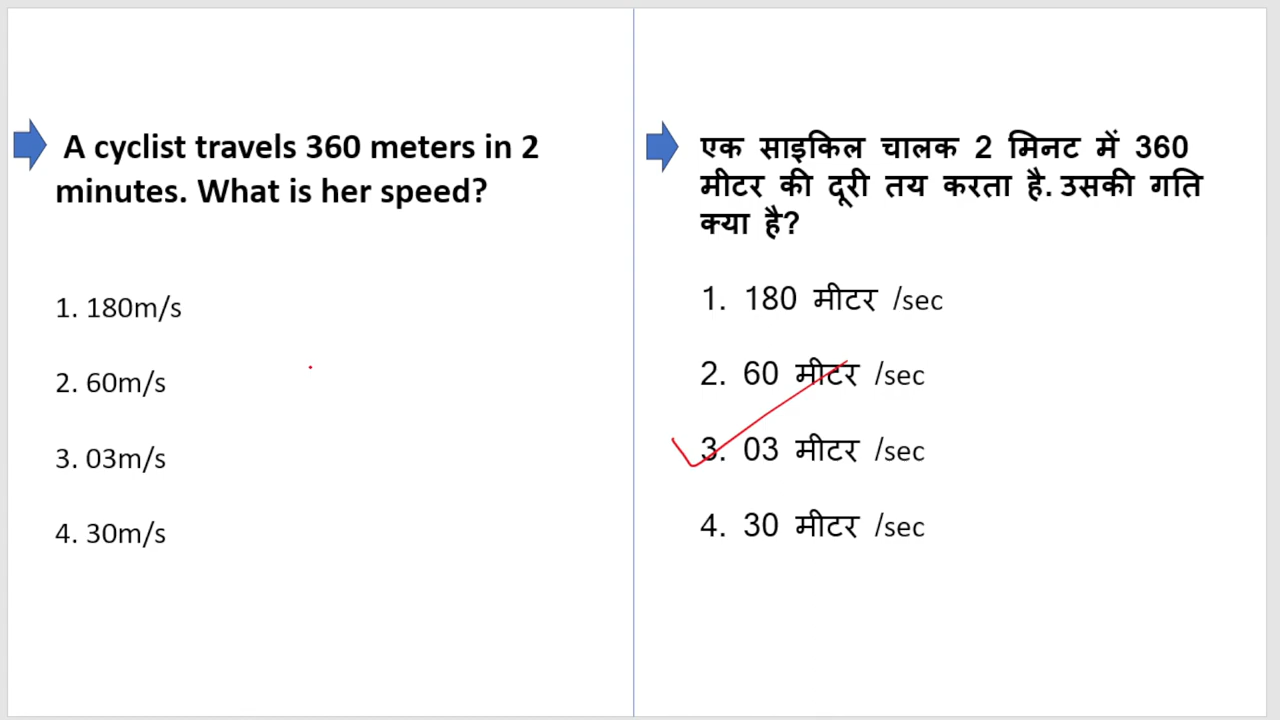 A cyclist travels 360 meters in 2
minutes. What is her speed?
1. 180m/s
2. 60m/s
3. 03m/s
4. 30m/s
एक साइकिल चालक 2 मिनट में 360
मीटर की दूरी तय करता है. उसकी गति
क्या है?
1. 180 मीटर /sec
2. 60 मीटर /sec
3. 03 मीटर /sec
4. 30 मीटर /sec